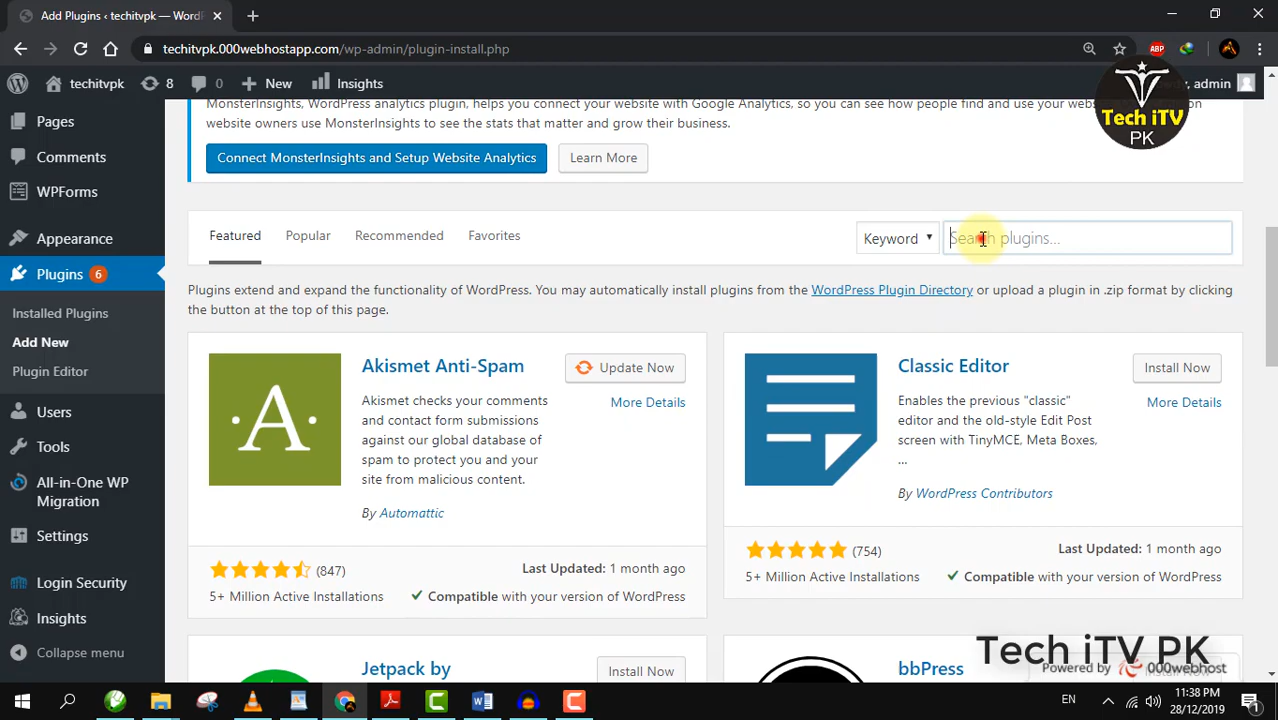 Add Plugins ‹ techitvpk — WordPr
techitvpk.000webhostapp.com/wp-admin/plugin-install.php
ABP
techitvpk
8
0
New
Insights
admin
Tech iTV
PK
MonsterInsights, WordPress analytics plugin, helps you connect your website with Google Analytics, so you can see how people find and use your
website owners use MonsterInsights to see the stats that matter and grow their business.
Connect MonsterInsights and Setup Website Analytics
Learn More
Pages
Comments
WPForms
Appearance
Plugins 6
Installed Plugins
Add New
Plugin Editor
Users
Tools
All-in-One WP
Migration
Settings
Login Security
Insights
Collapse menu
Featured
Popular
Recommended
Favorites
Keyword
Search plugins...
Plugins extend and expand the functionality of WordPress. You may automatically install plugins from the WordPress Plugin Directory or upload a plugin in .zip format by clicking
the button at the top of this page.
A
Akismet Anti-Spam
Update Now
More Details
Akismet checks your comments
and contact form submissions
against our global database of
spam to protect you and your
site from malicious content.
By Automattic
(847)
Last Updated: 1 month ago
5+ Million Active Installations
Compatible with your version of WordPress
Classic Editor
Install Now
More Details
Enables the previous "classic"
editor and the old-style Edit Post
screen with TinyMCE, Meta Boxes,
...
By WordPress Contributors
(754)
Last Updated: 1 month ago
5+ Million Active Installations
Compatible with your version of WordPress
Jetpack by
Install Now
bbPress
Tech iTV PK
Powered by 000webhost
EN
11:38 PM
28/12/2019
1